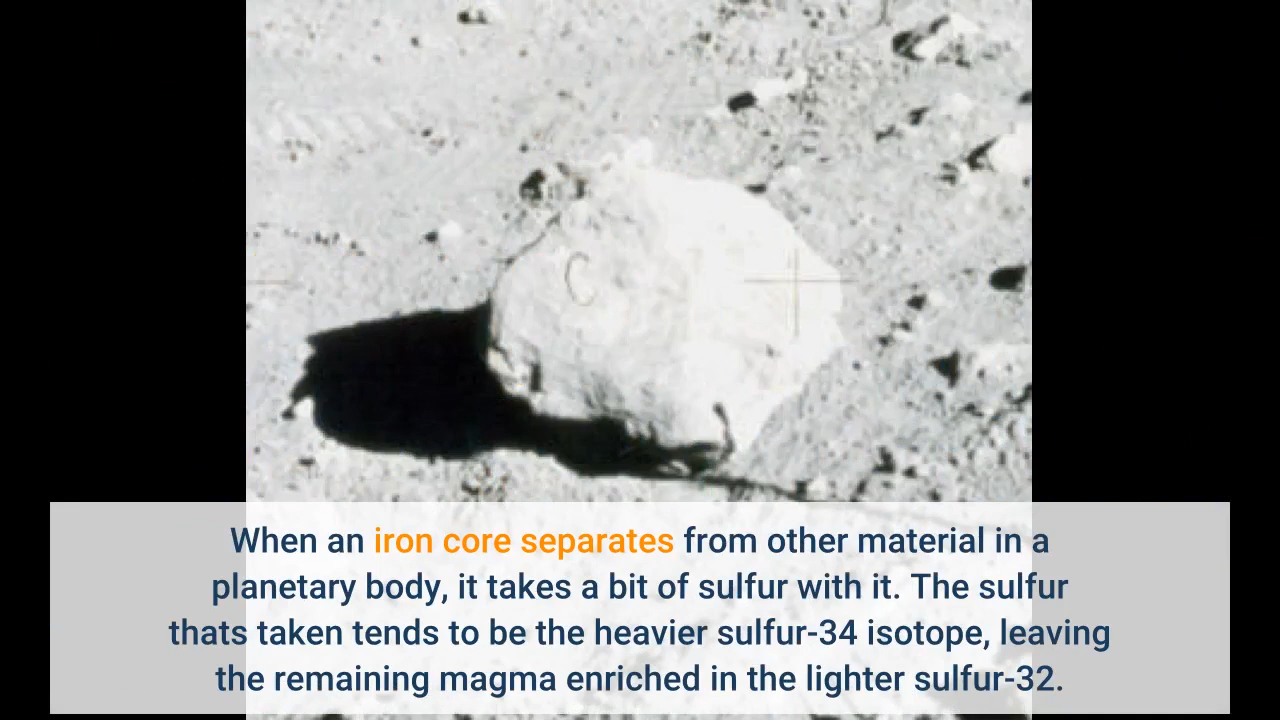 C
When an iron core separates from other material in a
planetary body, it takes a bit of sulfur with it. The sulfur
thats taken tends to be the heavier sulfur-34 isotope, leaving
the remaining magma enriched in the lighter sulfur-32.